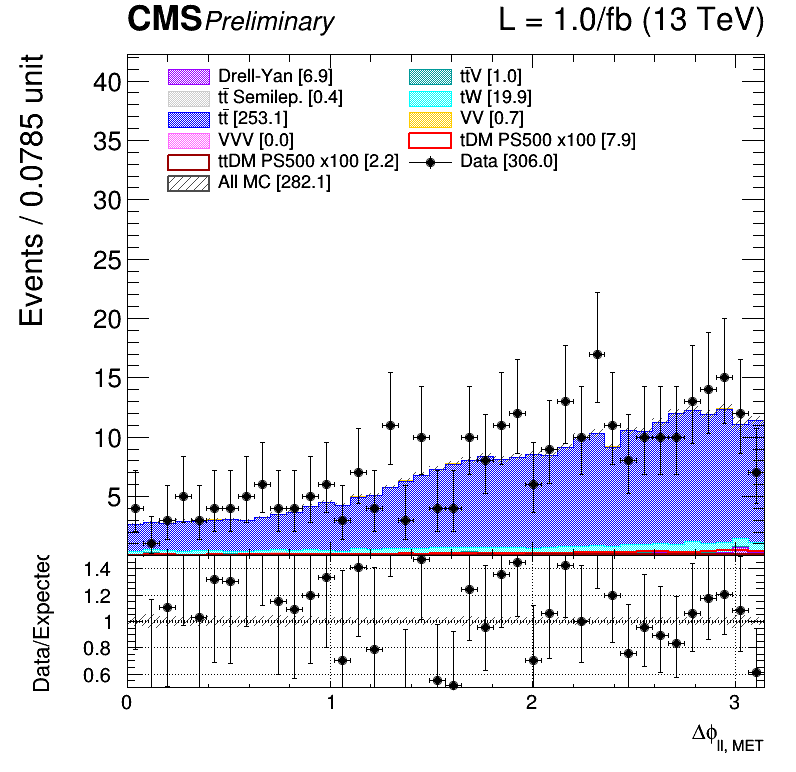 CMS Preliminary L = 1.0/fb (13 TeV)
Events / 0.0785 unit
40
35
30
25
20
15
10
5
Drell-Yan [6.9]
tt̄ Semilep. [0.4]
tt̄ [253.1]
VVV [0.0]
ttDM PS500 x100 [2.2]
All MC [282.1]
tt̄V [1.0]
tW [19.9]
VV [0.7]
tDM PS500 x100 [7.9]
Data [306.0]
Data/Expected
1.4
1.2
1
0.8
0.6
0 1 2 3
Δϕll, MET